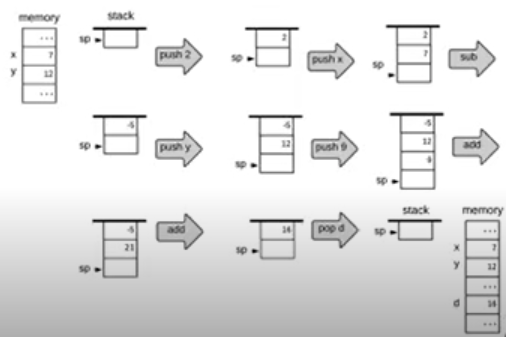 memory stack
...
x 7
y 12
...
sp
push 2
2
sp
push x
2
7
sp
sub
-5
sp
push y
-5
12
sp
push 9
-5
12
9
sp
add
-5
21
sp
add
16
sp
pop d
stack
sp
memory
...
x 7
y 12
...
d 16
...